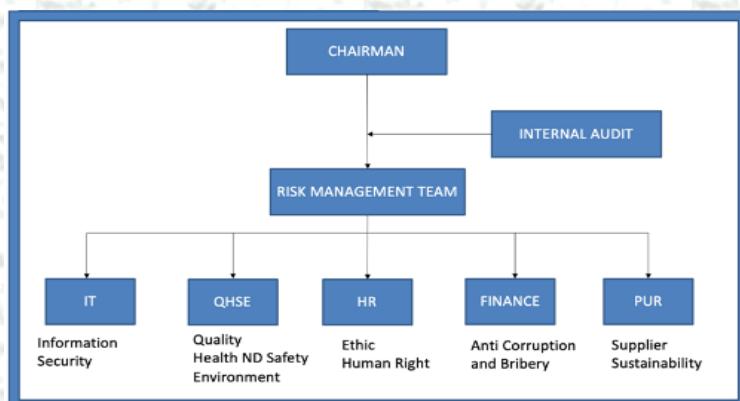 CHAIRMAN
INTERNAL AUDIT
RISK MANAGEMENT TEAM
IT
QHSE
HR
FINANCE
PUR
Information
Security
Quality
Health ND Safety
Environment
Ethic
Human Right
Anti Corruption
and Bribery
Supplier
Sustainability